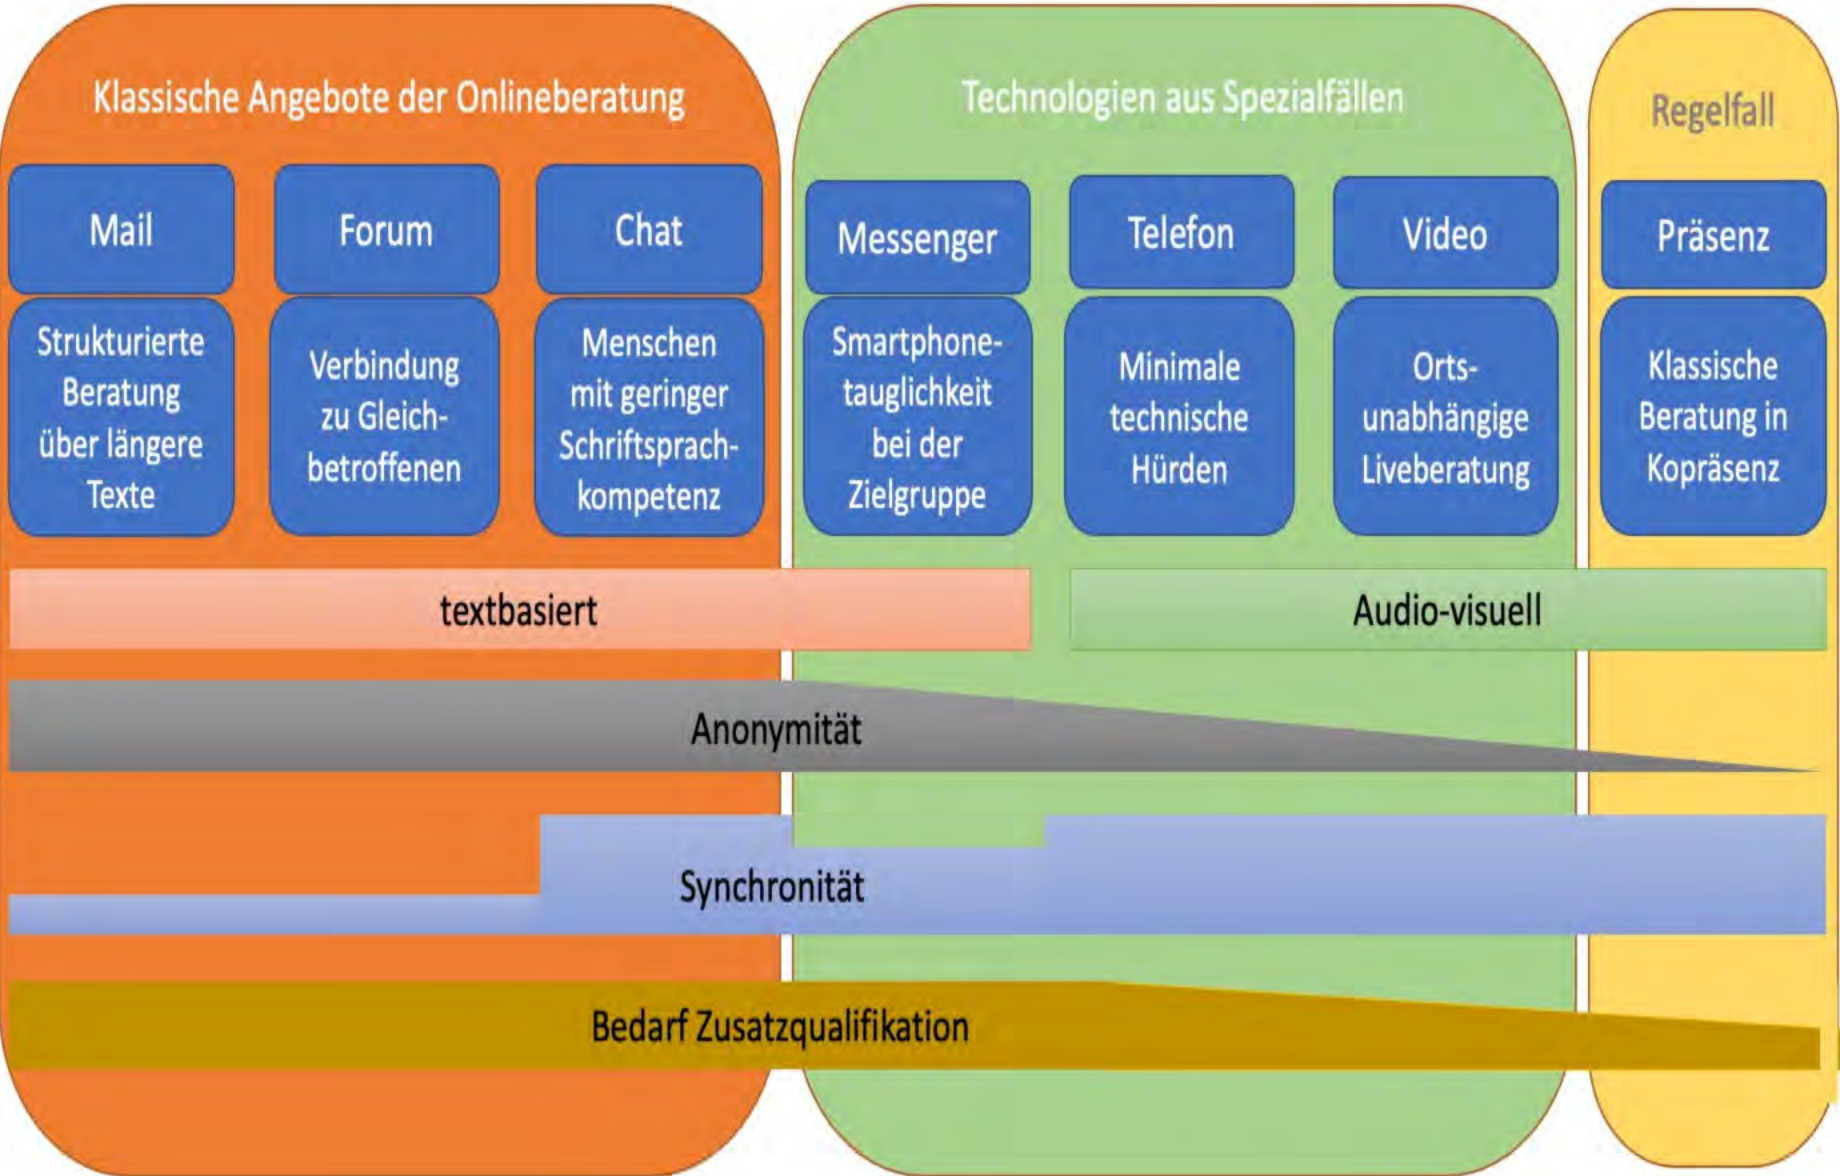 Klassische Angebote der Onlineberatung
Technologien aus Spezialfällen
Regelfall
Mail
Forum
Chat
Messenger
Telefon
Video
Präsenz
Strukturierte
Beratung
über längere
Texte
Verbindung
zu Gleich-
betroffenen
Menschen
mit geringer
Schriftsprach-
kompetenz
Smartphone-
tauglichkeit
bei der
Zielgruppe
Minimale
technische
Hürden
Orts-
unabhängige
Liveberatung
Klassische
Beratung in
Kopräsenz
textbasiert
Audio-visuell
Anonymität
Synchronität
Bedarf Zusatzqualifikation